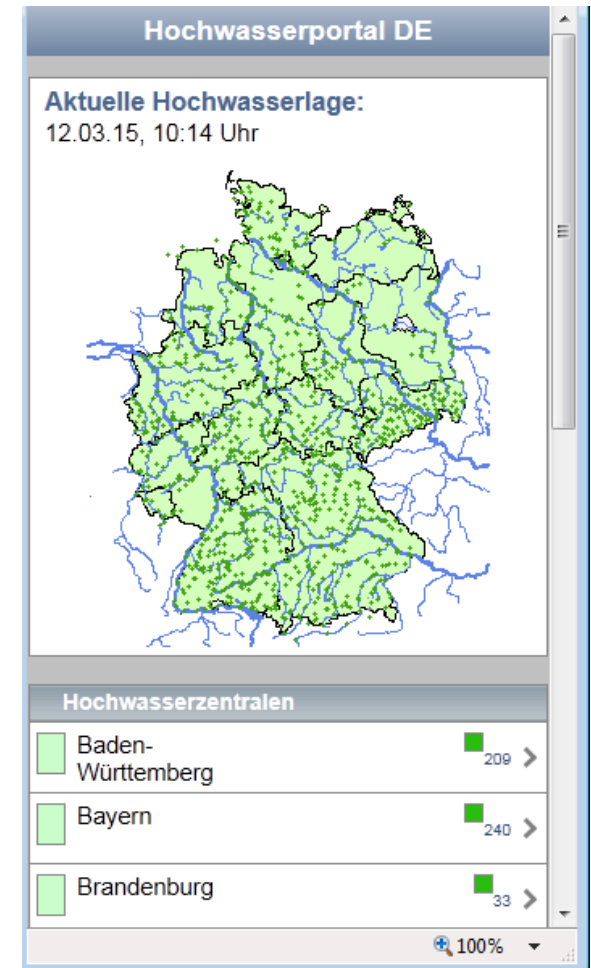 Hochwasserportal DE
Aktuelle Hochwasserlage:
12.03.15, 10:14 Uhr
Hochwasserzentralen
Baden-
Württemberg
209
Bayern
240
Brandenburg
33
100%